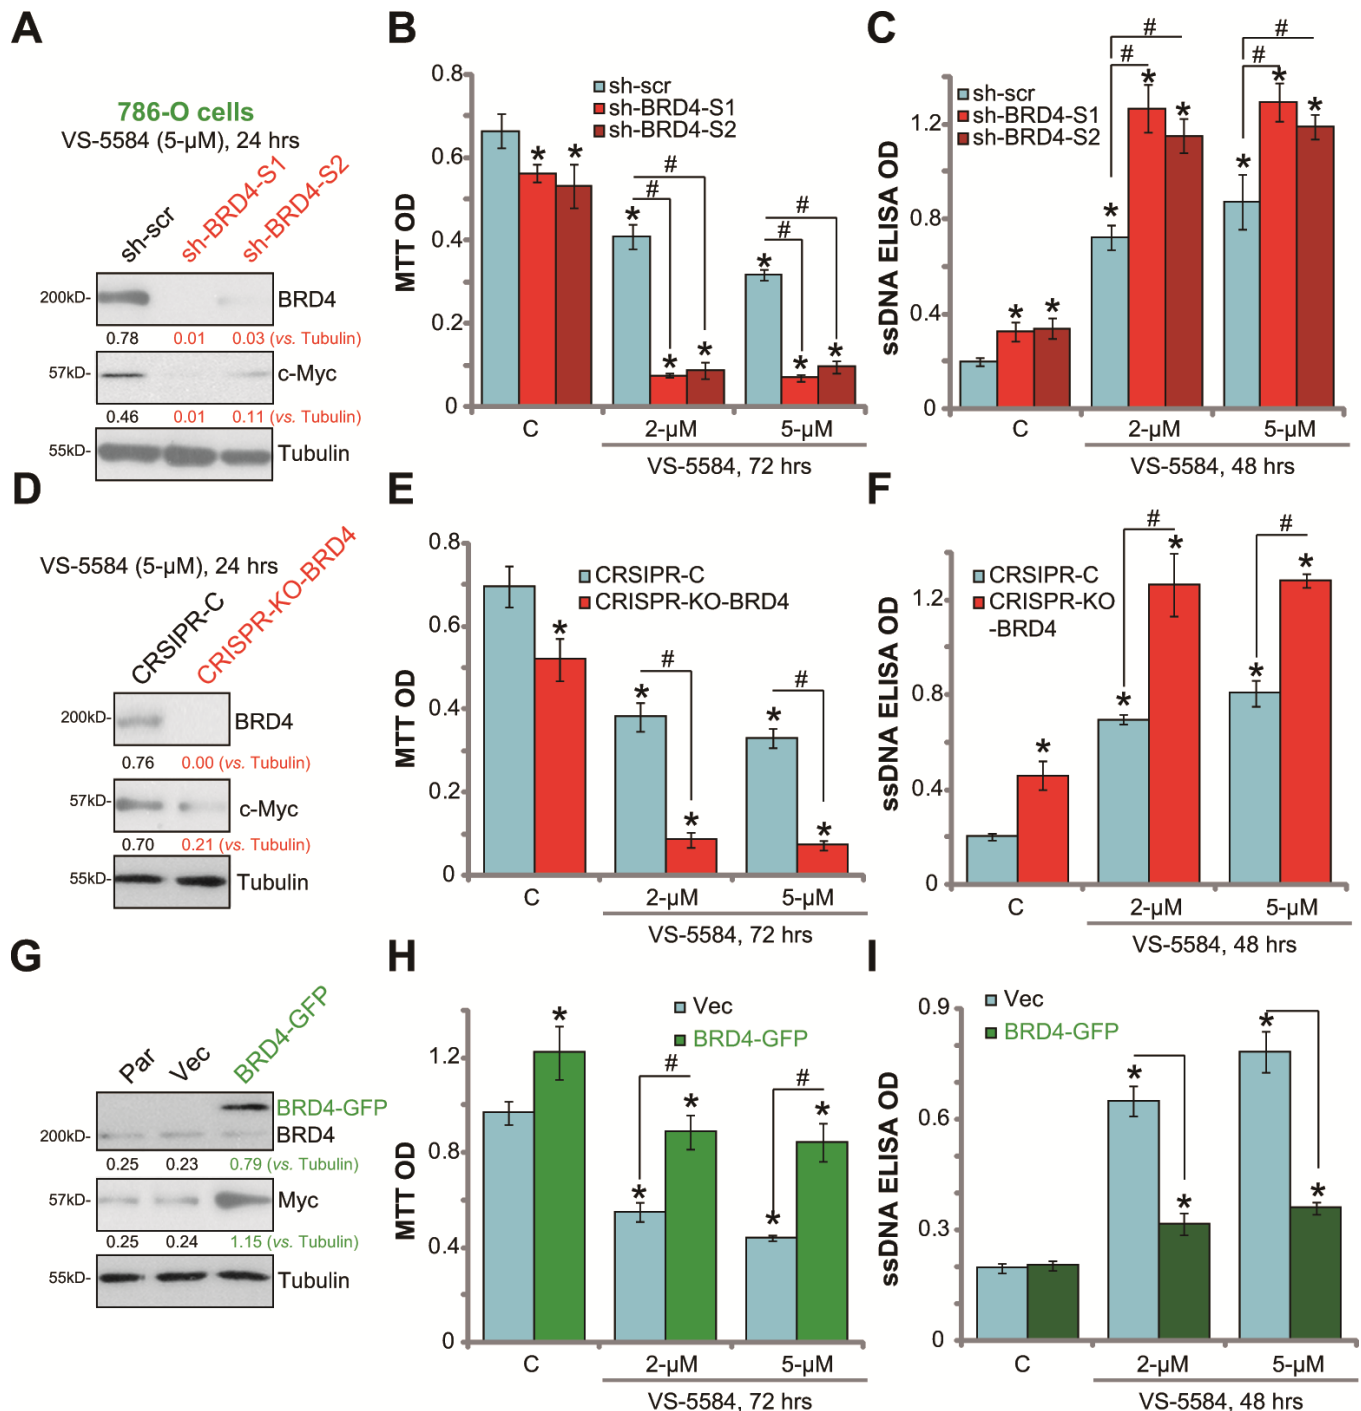 A
786-O cells
VS-5584 (5-μM), 24 hrs
sh-scr
sh-BRD4-S1
sh-BRD4-S2
200kD-
BRD4
0.78 0.01 0.03 (vs. Tubulin)
57kD-
c-Myc
0.46 0.01 0.11 (vs. Tubulin)
55kD-
Tubulin
B
sh-scr
sh-BRD4-S1
sh-BRD4-S2
MTT OD
0.8
0.6
0.4
0.2
0
* *
* * * # #
* * * # #
C 2-μM 5-μM
VS-5584, 72 hrs
C
sh-scr
sh-BRD4-S1
sh-BRD4-S2
ssDNA ELISA OD
1.2
0.8
0.4
0
* *
* * * # #
* * * # #
C 2-μM 5-μM
VS-5584, 48 hrs
D
VS-5584 (5-μM), 24 hrs
CRSIPR-C
CRISPR-KO-BRD4
200kD-
BRD4
0.76 0.00 (vs. Tubulin)
57kD-
c-Myc
0.70 0.21 (vs. Tubulin)
55kD-
Tubulin
E
CRSIPR-C
CRISPR-KO-BRD4
MTT OD
0.8
0.6
0.4
0.2
0
*
* * #
* * #
C 2-μM 5-μM
VS-5584, 72 hrs
F
CRSIPR-C
CRISPR-KO
-BRD4
ssDNA ELISA OD
1.2
0.8
0.4
0
*
* * #
* * #
C 2-μM 5-μM
VS-5584, 48 hrs
G
Par
Vec
BRD4-GFP
BRD4-GFP
200kD-
BRD4
0.25 0.23 0.79 (vs. Tubulin)
57kD-
Myc
0.25 0.24 1.15 (vs. Tubulin)
55kD-
Tubulin
H
Vec
BRD4-GFP
MTT OD
1.2
0.8
0.4
0
*
* * #
* * #
C 2-μM 5-μM
VS-5584, 72 hrs
I
Vec
BRD4-GFP
ssDNA ELISA OD
0.9
0.6
0.3
0
* *
* *
C 2-μM 5-μM
VS-5584, 48 hrs